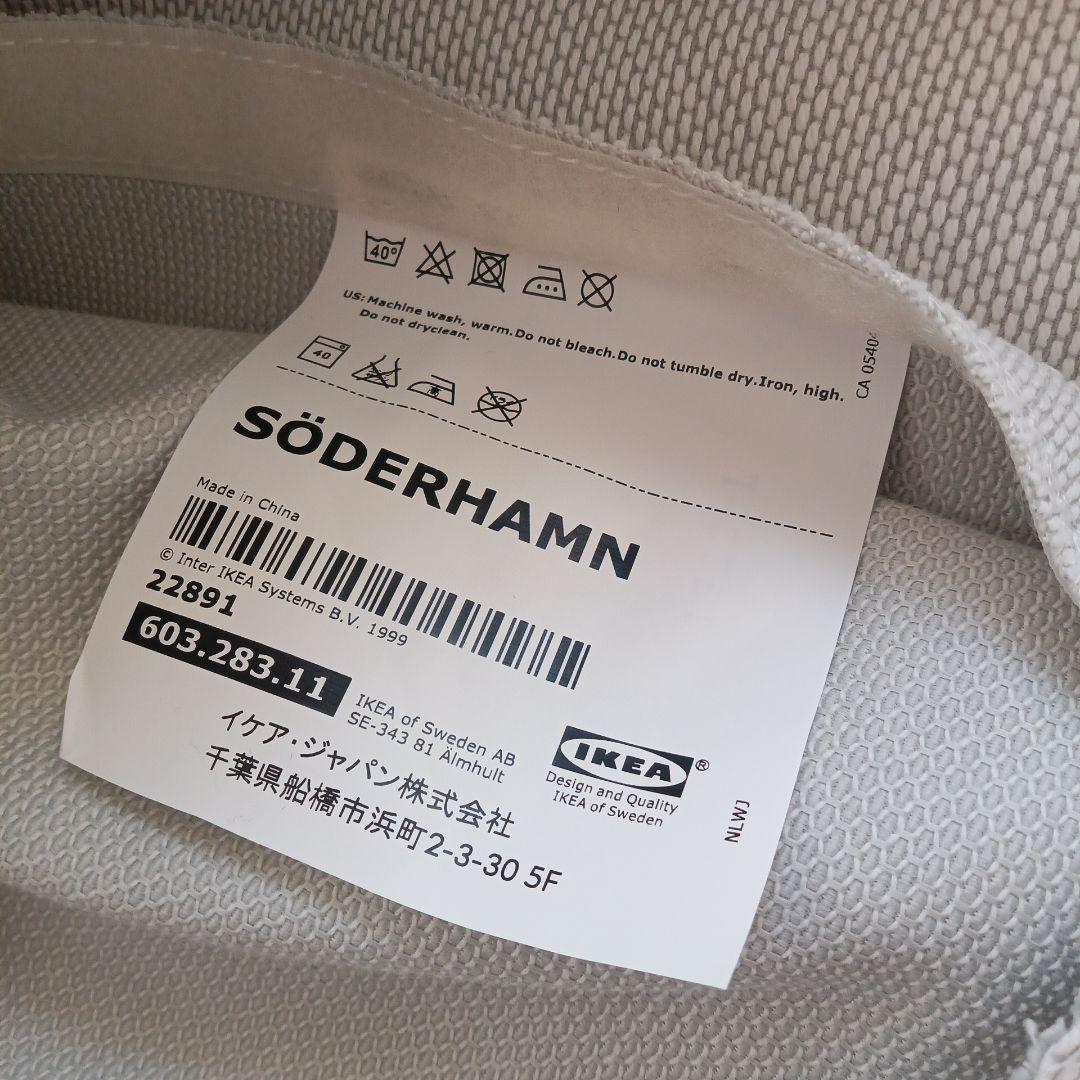 40°
US: Machine wash, warm. Do not bleach. Do not tumble dry. Iron, high.
Do not dryclean.
40
SÖDERHAMN
Made in China
© Inter IKEA Systems B.V. 1999
22891
603.283.11
IKEA of Sweden AB
SE-343 81 Älmhult
イケア・ジャパン株式会社
千葉県船橋市浜町2-3-30 5F
IKEA®
Design and Quality
IKEA of Sweden
NLWJ
CA 0540